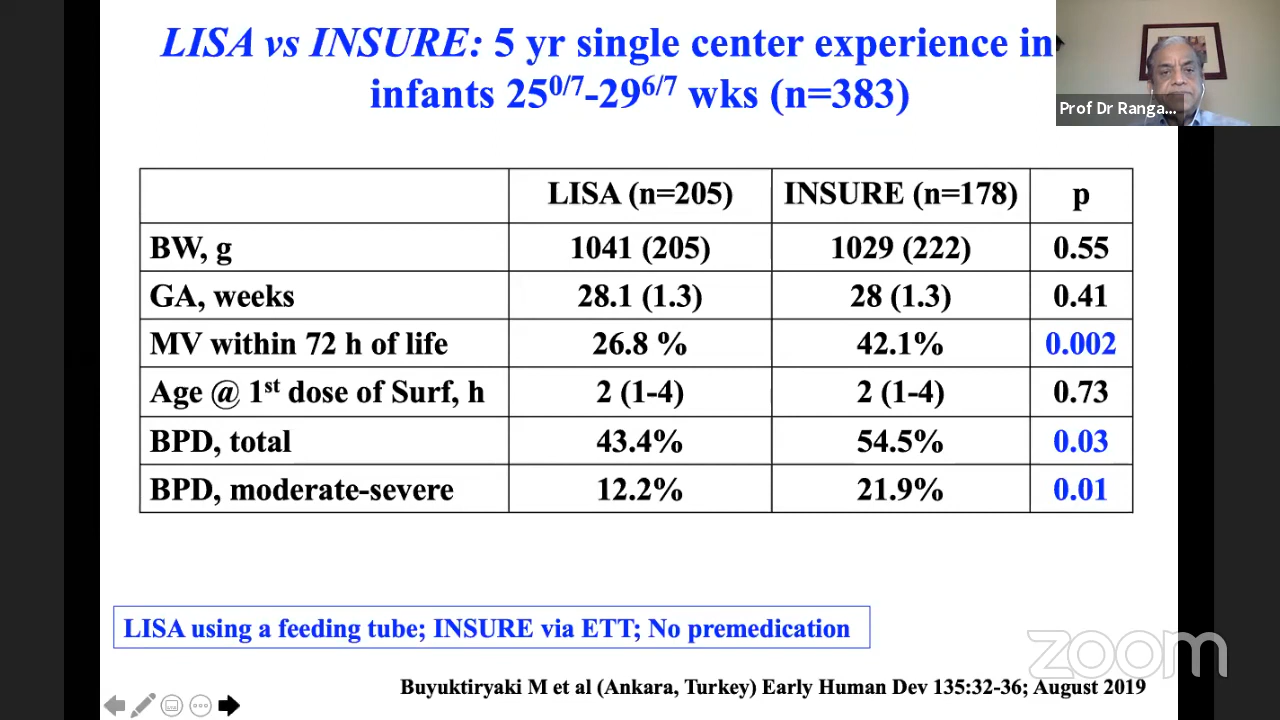 LISA vs INSURE: 5 yr single center experience in
infants 25⁰/⁷-29⁶/⁷ wks (n=383)
Prof Dr Ranga...
LISA (n=205) INSURE (n=178) p
BW, g 1041 (205) 1029 (222) 0.55
GA, weeks 28.1 (1.3) 28 (1.3) 0.41
MV within 72 h of life 26.8 % 42.1% 0.002
Age @ 1st dose of Surf, h 2 (1-4) 2 (1-4) 0.73
BPD, total 43.4% 54.5% 0.03
BPD, moderate-severe 12.2% 21.9% 0.01
LISA using a feeding tube; INSURE via ETT; No premedication
zoom
Buyuktiryaki M et al (Ankara, Turkey) Early Human Dev 135:32-36; August 2019